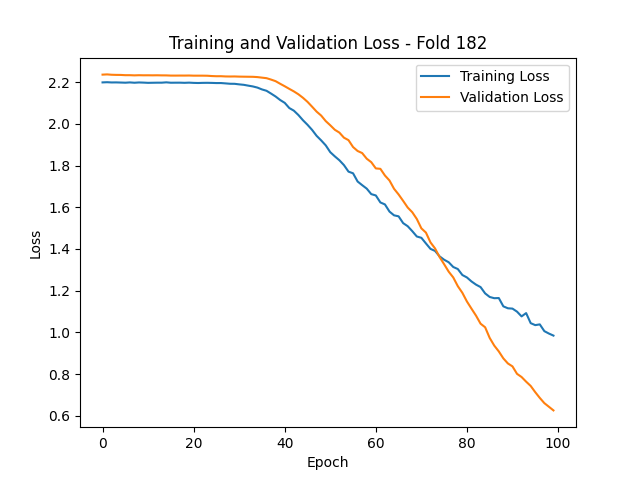 Training and Validation Loss - Fold 182
Training Loss
Validation Loss
Loss
2.2
2.0
1.8
1.6
1.4
1.2
1.0
0.8
0.6
0 20 40 60 80 100
Epoch